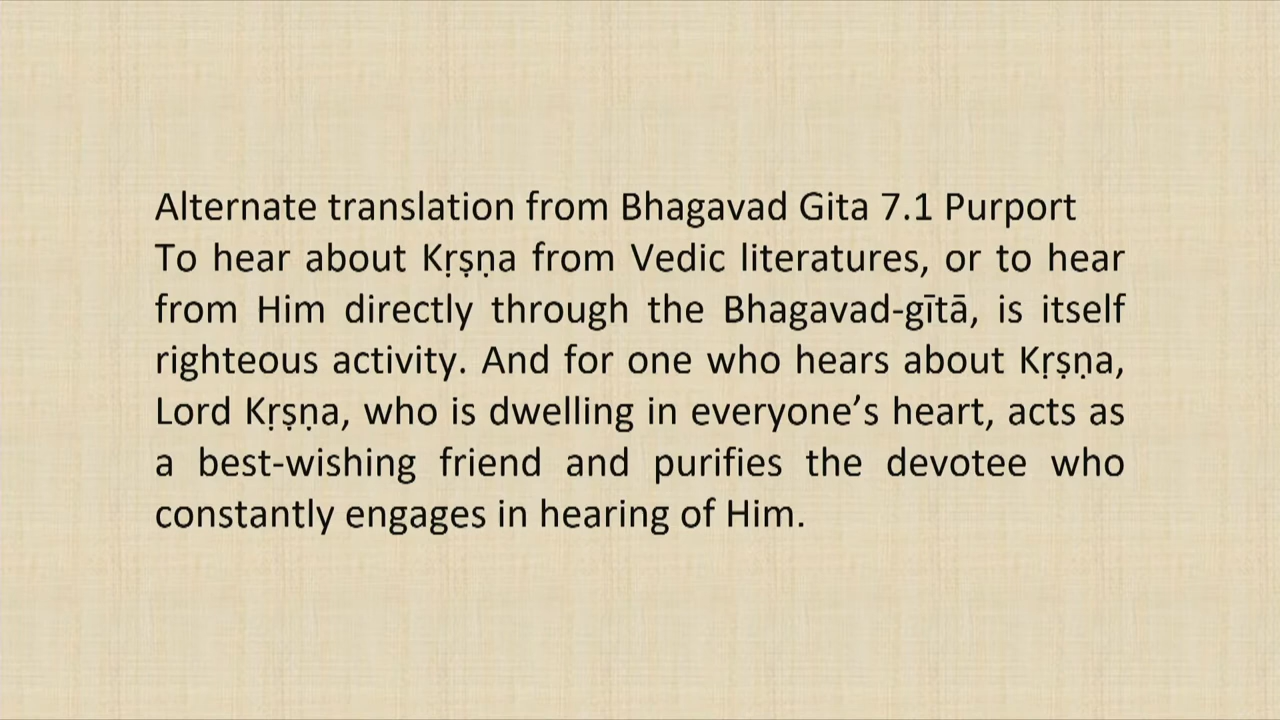 Alternate translation from Bhagavad Gita 7.1 Purport
To hear about Kṛṣṇa from Vedic literatures, or to hear
from Him directly through the Bhagavad-gītā, is itself
righteous activity. And for one who hears about Kṛṣṇa,
Lord Kṛṣṇa, who is dwelling in everyone’s heart, acts as
a best-wishing friend and purifies the devotee who
constantly engages in hearing of Him.